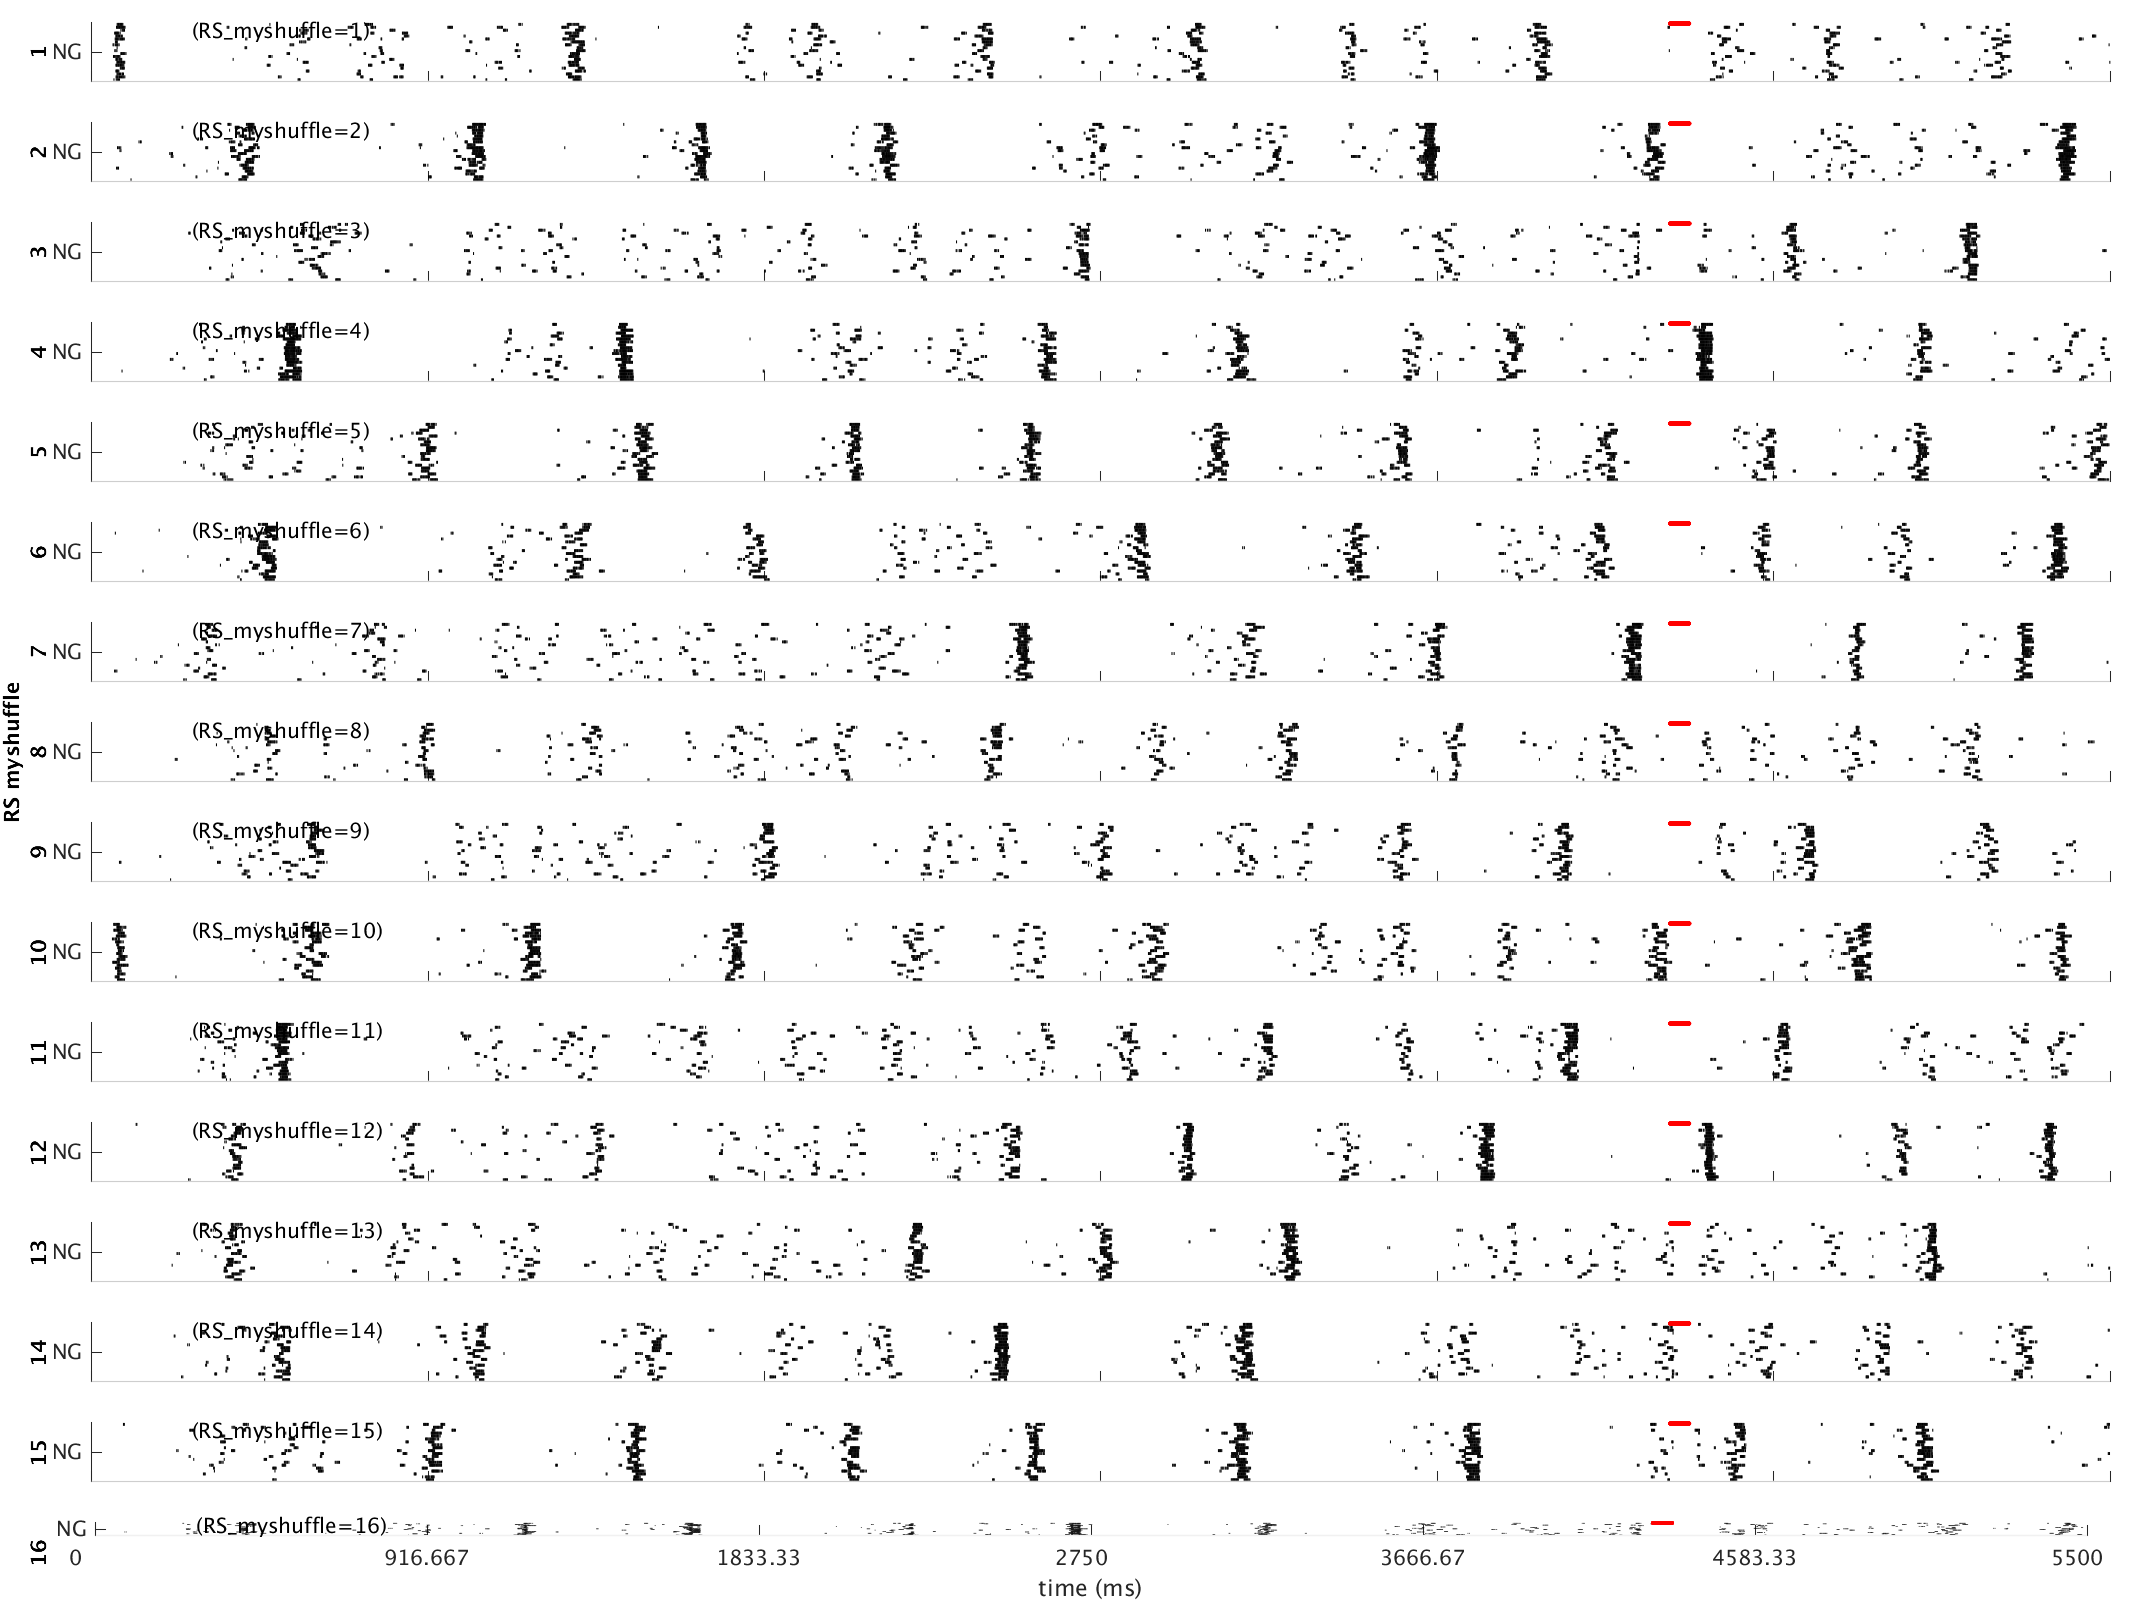 RS myshuffle
1 NG (RS_myshuffle=1)
2 NG (RS_myshuffle=2)
3 NG (RS_myshuffle=3)
4 NG (RS_myshuffle=4)
5 NG (RS_myshuffle=5)
6 NG (RS_myshuffle=6)
7 NG (RS_myshuffle=7)
8 NG (RS_myshuffle=8)
9 NG (RS_myshuffle=9)
10 NG (RS_myshuffle=10)
11 NG (RS_myshuffle=11)
12 NG (RS_myshuffle=12)
13 NG (RS_myshuffle=13)
14 NG (RS_myshuffle=14)
15 NG (RS_myshuffle=15)
16 NG (RS_myshuffle=16)
0 916.667 1833.33 2750 3666.67 4583.33 5500
time (ms)